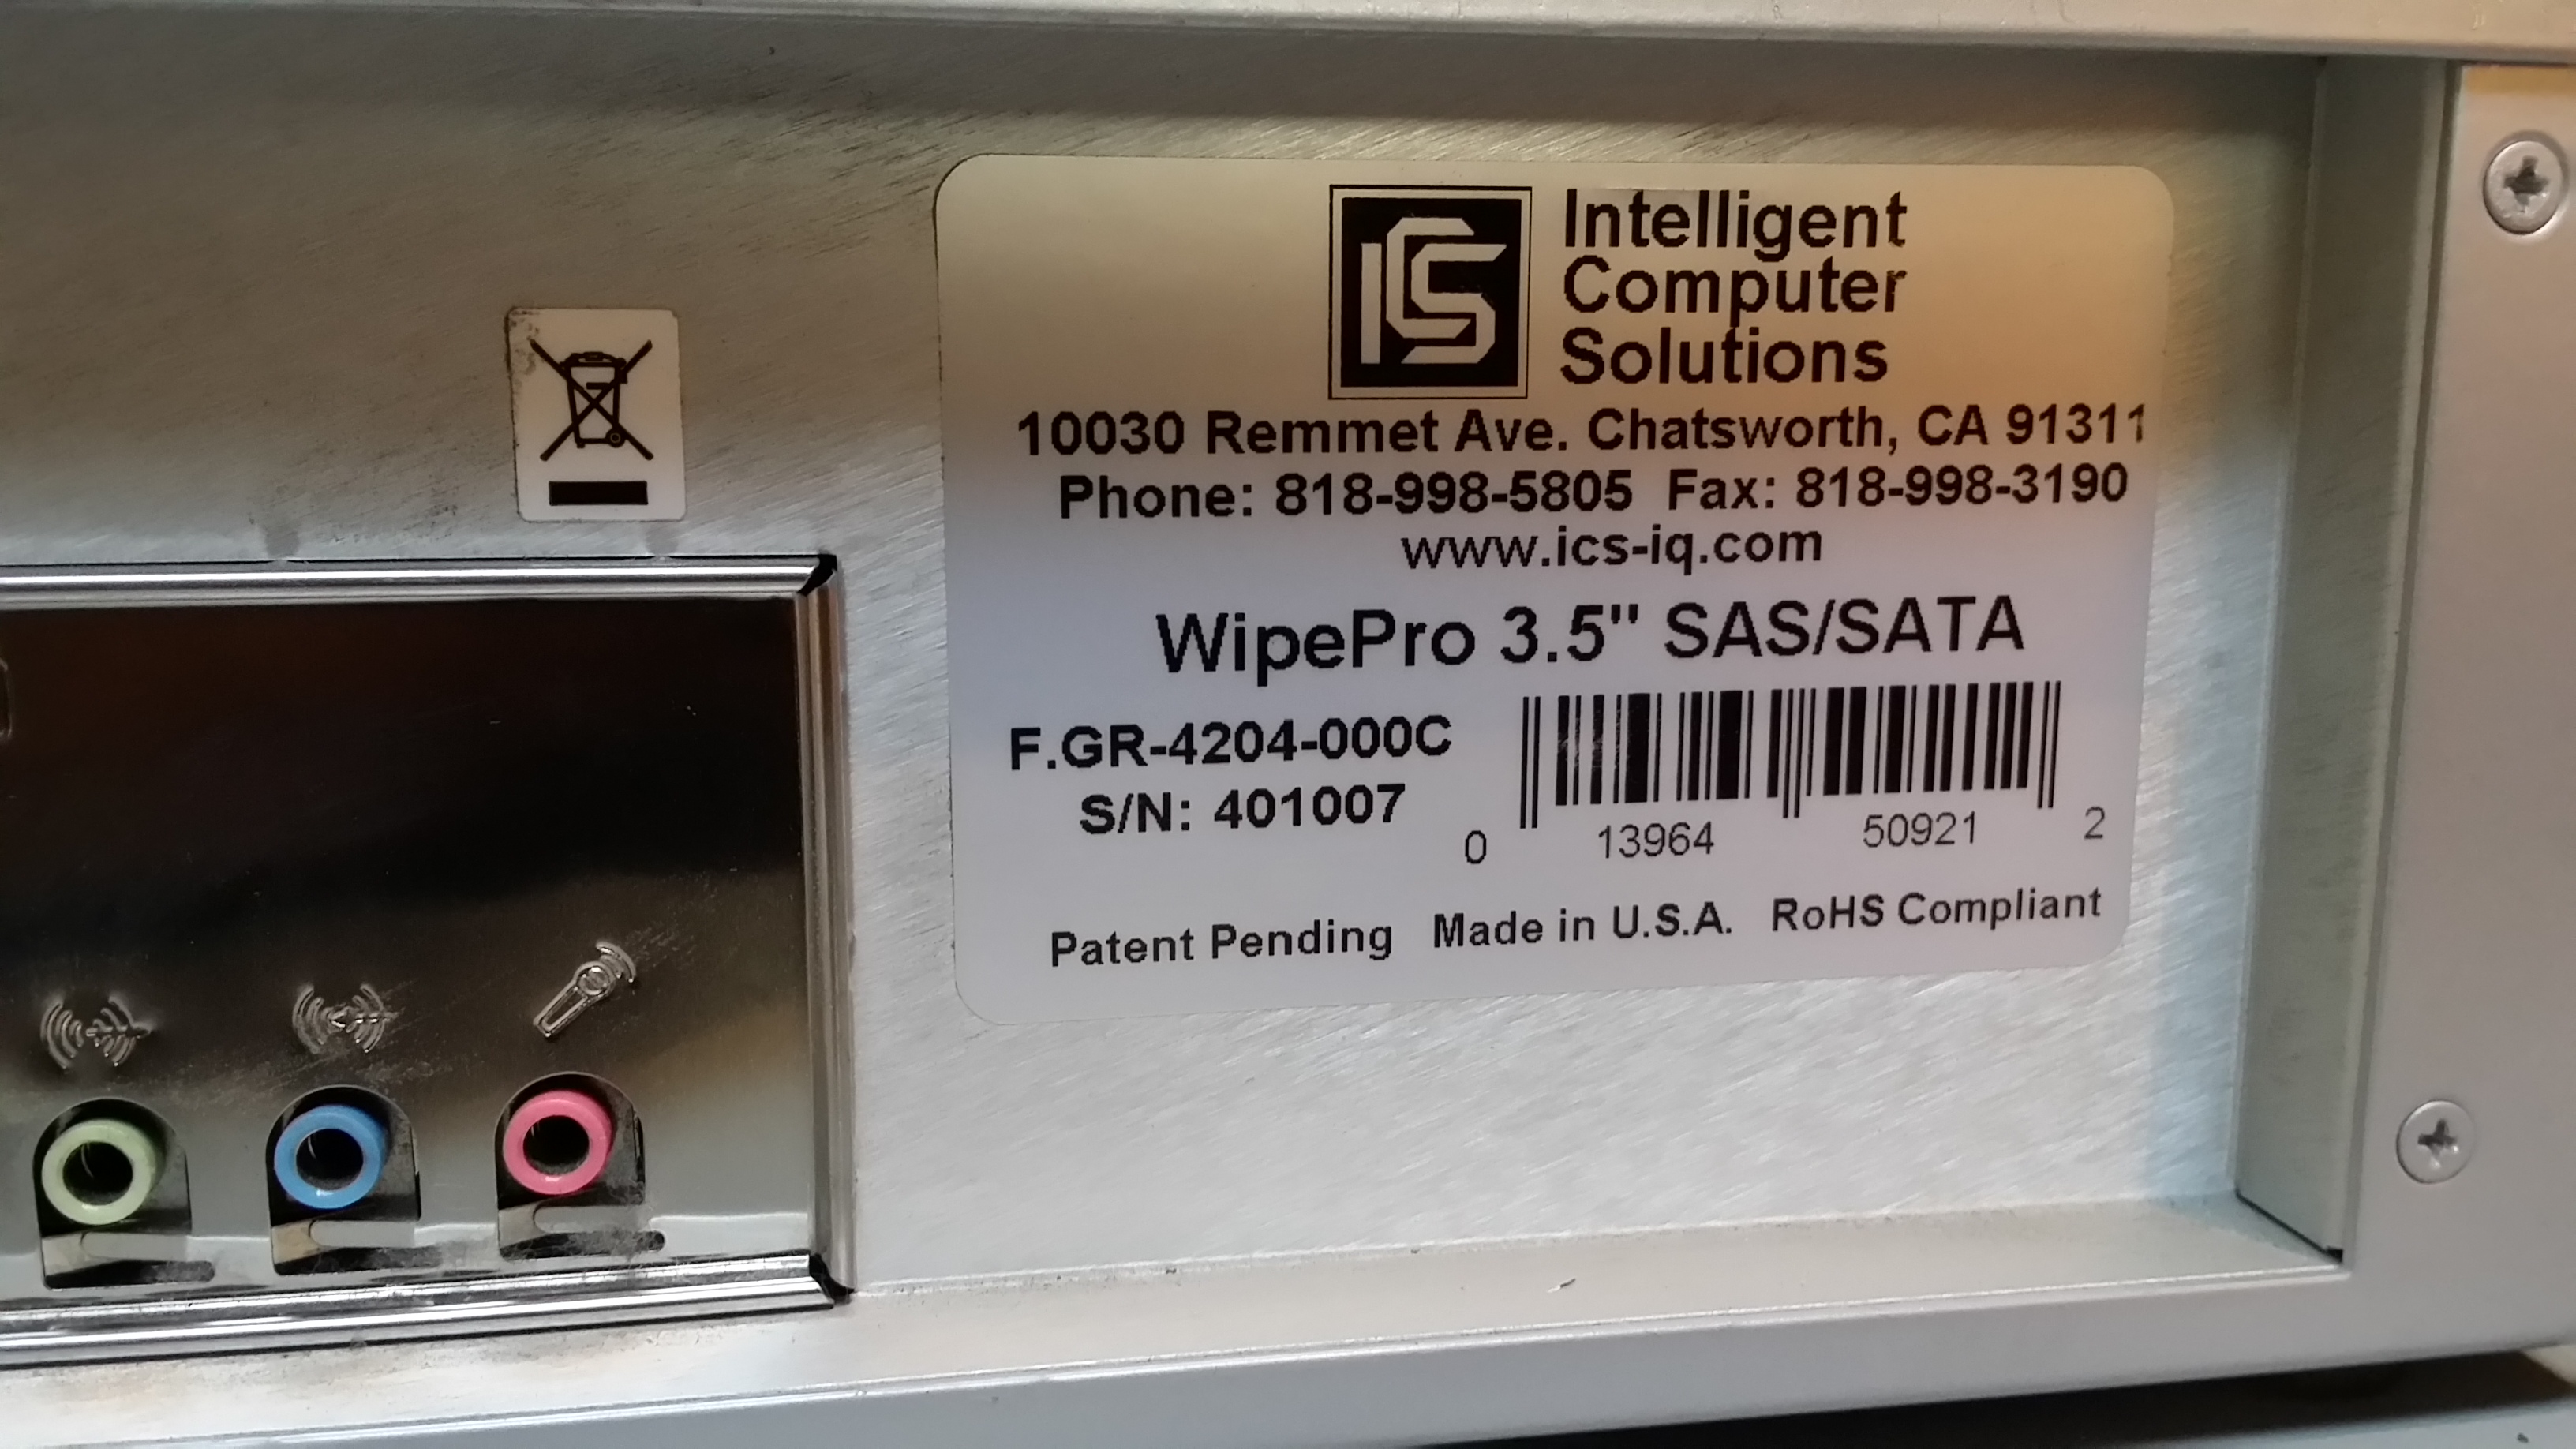 ICS
Intelligent
Computer
Solutions
10030 Remmet Ave. Chatsworth, CA 91311
Phone: 818-998-5805 Fax: 818-998-3190
www.ics-iq.com
WipePro 3.5" SAS/SATA
F.GR-4204-000C
S/N: 401007
0 13964 50921 2
Patent Pending Made in U.S.A. RoHS Compliant